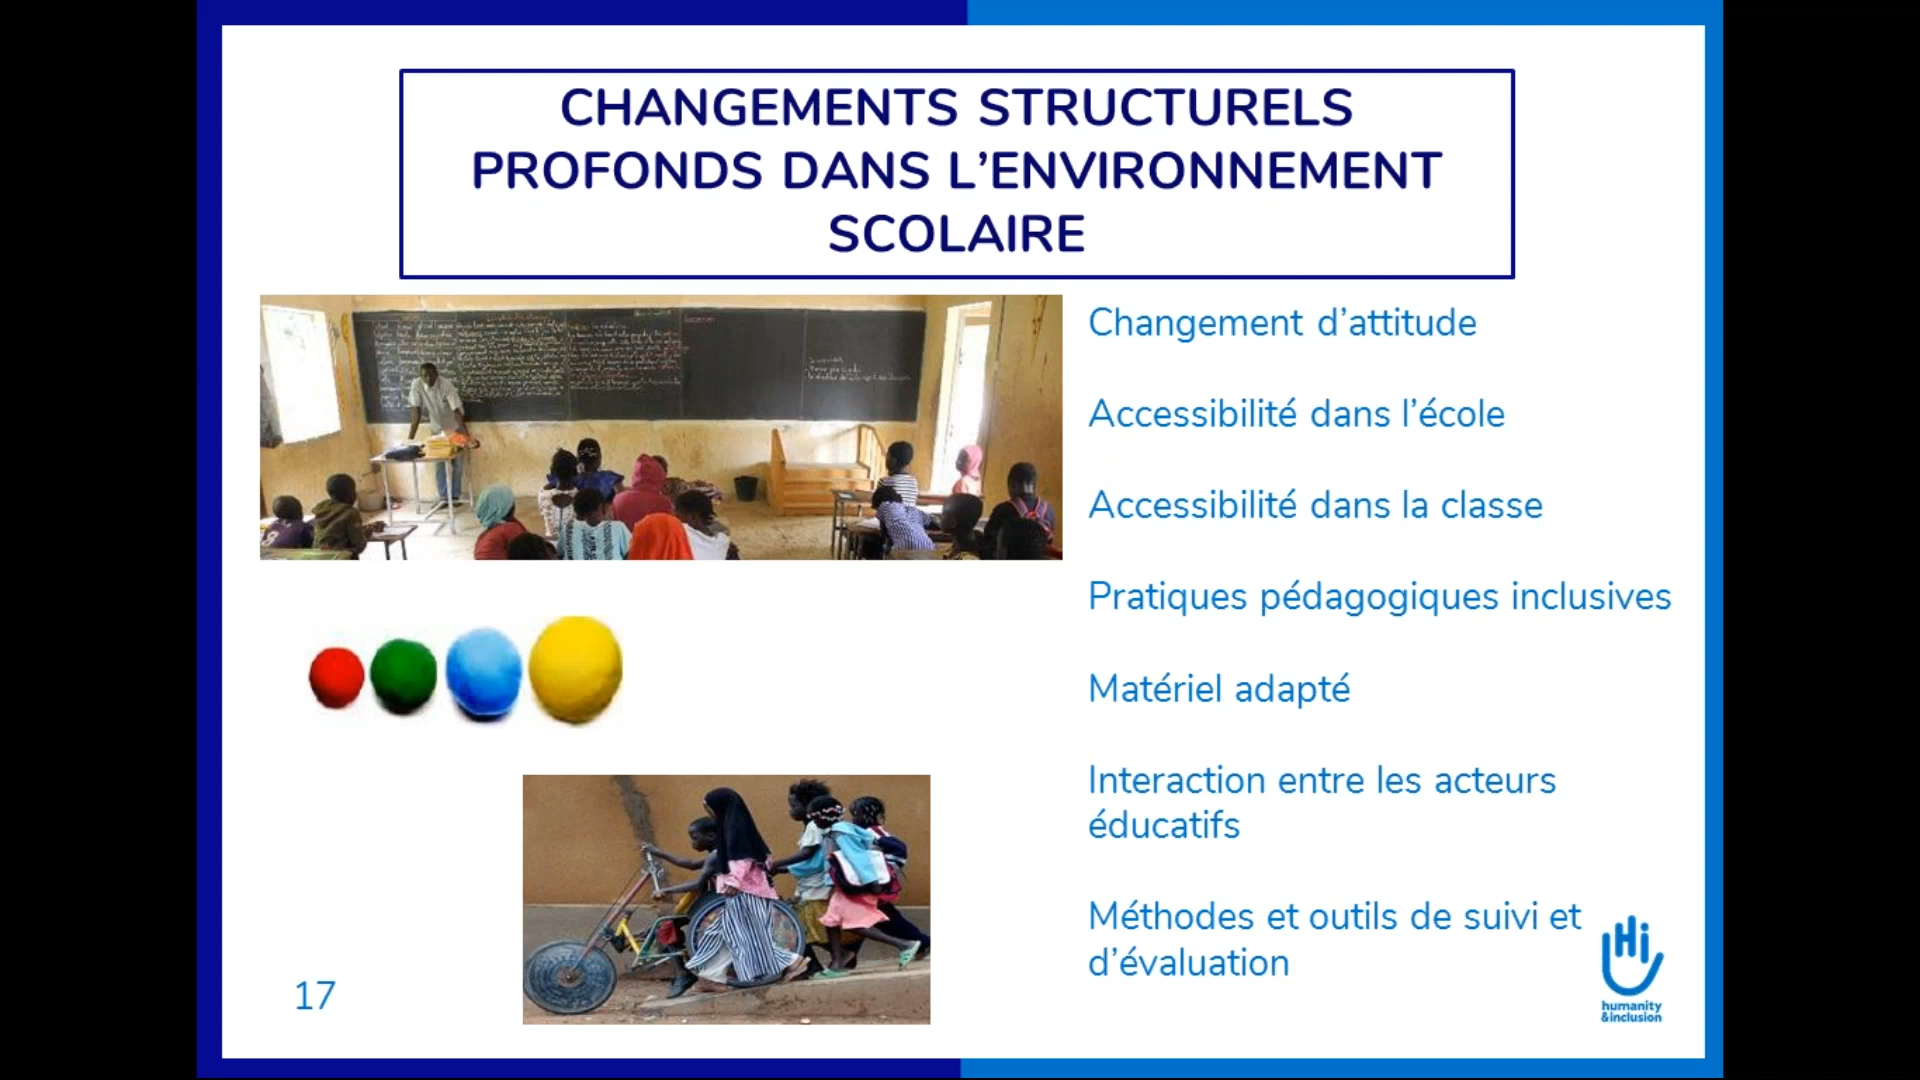 CHANGEMENTS STRUCTURELS
PROFONDS DANS L’ENVIRONNEMENT
SCOLAIRE
Changement d’attitude
Accessibilité dans l’école
Accessibilité dans la classe
Pratiques pédagogiques inclusives
Matériel adapté
Interaction entre les acteurs
éducatifs
Méthodes et outils de suivi et
d’évaluation
17
Hi
humanity
&inclusion